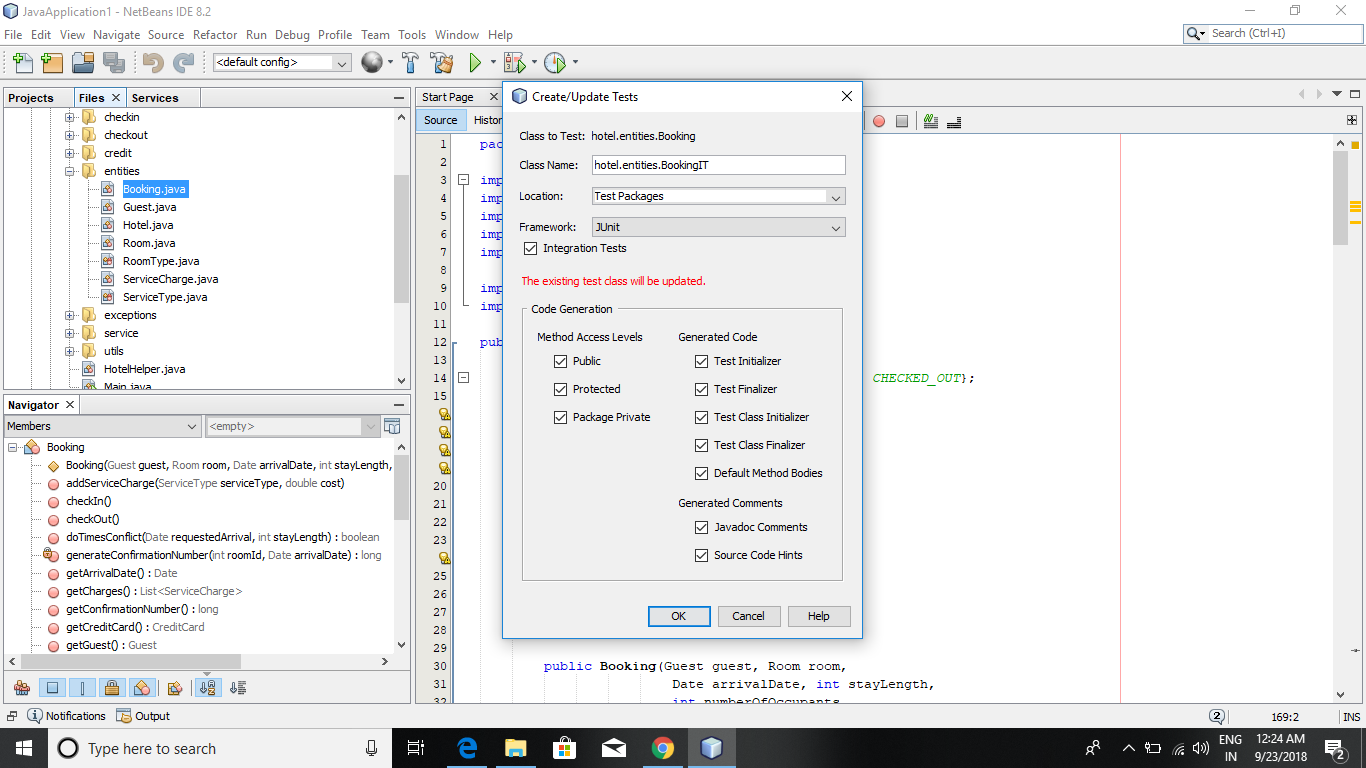 JavaApplication1 - NetBeans IDE 8.2
File Edit View Navigate Source Refactor Run Debug Profile Team Tools Window Help
Search (Ctrl+I)
<default config>
Projects Files Services
checkin
checkout
credit
entities
Booking.java
Guest.java
Hotel.java
Room.java
RoomType.java
ServiceCharge.java
ServiceType.java
exceptions
service
utils
HotelHelper.java
Main.java
Navigator
Members
<empty>
Booking
Booking(Guest guest, Room room, Date arrivalDate, int stayLength,
addServiceCharge(ServiceType serviceType, double cost)
checkIn()
checkOut()
doTimesConflict(Date requestedArrival, int stayLength) : boolean
generateConfirmationNumber(int roomId, Date arrivalDate) : long
getArrivalDate() : Date
getCharges() : List<ServiceCharge>
getConfirmationNumber() : long
getCreditCard() : CreditCard
getGuest() : Guest
Start Page
Source Histor
1 pac
2
3 imp
4 imp
5 imp
6 imp
7 imp
8
9 imp
10 imp
11
12 pub
13
14 CHECKED_OUT};
15
20
21
22
23
25
26
27
28
29
30 public Booking(Guest guest, Room room,
31 Date arrivalDate, int stayLength,
32 int numberOfOccupants,
Create/Update Tests
Class to Test: hotel.entities.Booking
Class Name: hotel.entities.BookingIT
Location: Test Packages
Framework: JUnit
Integration Tests
The existing test class will be updated.
Code Generation
Method Access Levels
Public
Protected
Package Private
Generated Code
Test Initializer
Test Finalizer
Test Class Initializer
Test Class Finalizer
Default Method Bodies
Generated Comments
Javadoc Comments
Source Code Hints
OK Cancel Help
Notifications Output
2
169:2 INS
Type here to search
ENG
IN
12:24 AM
9/23/2018
2